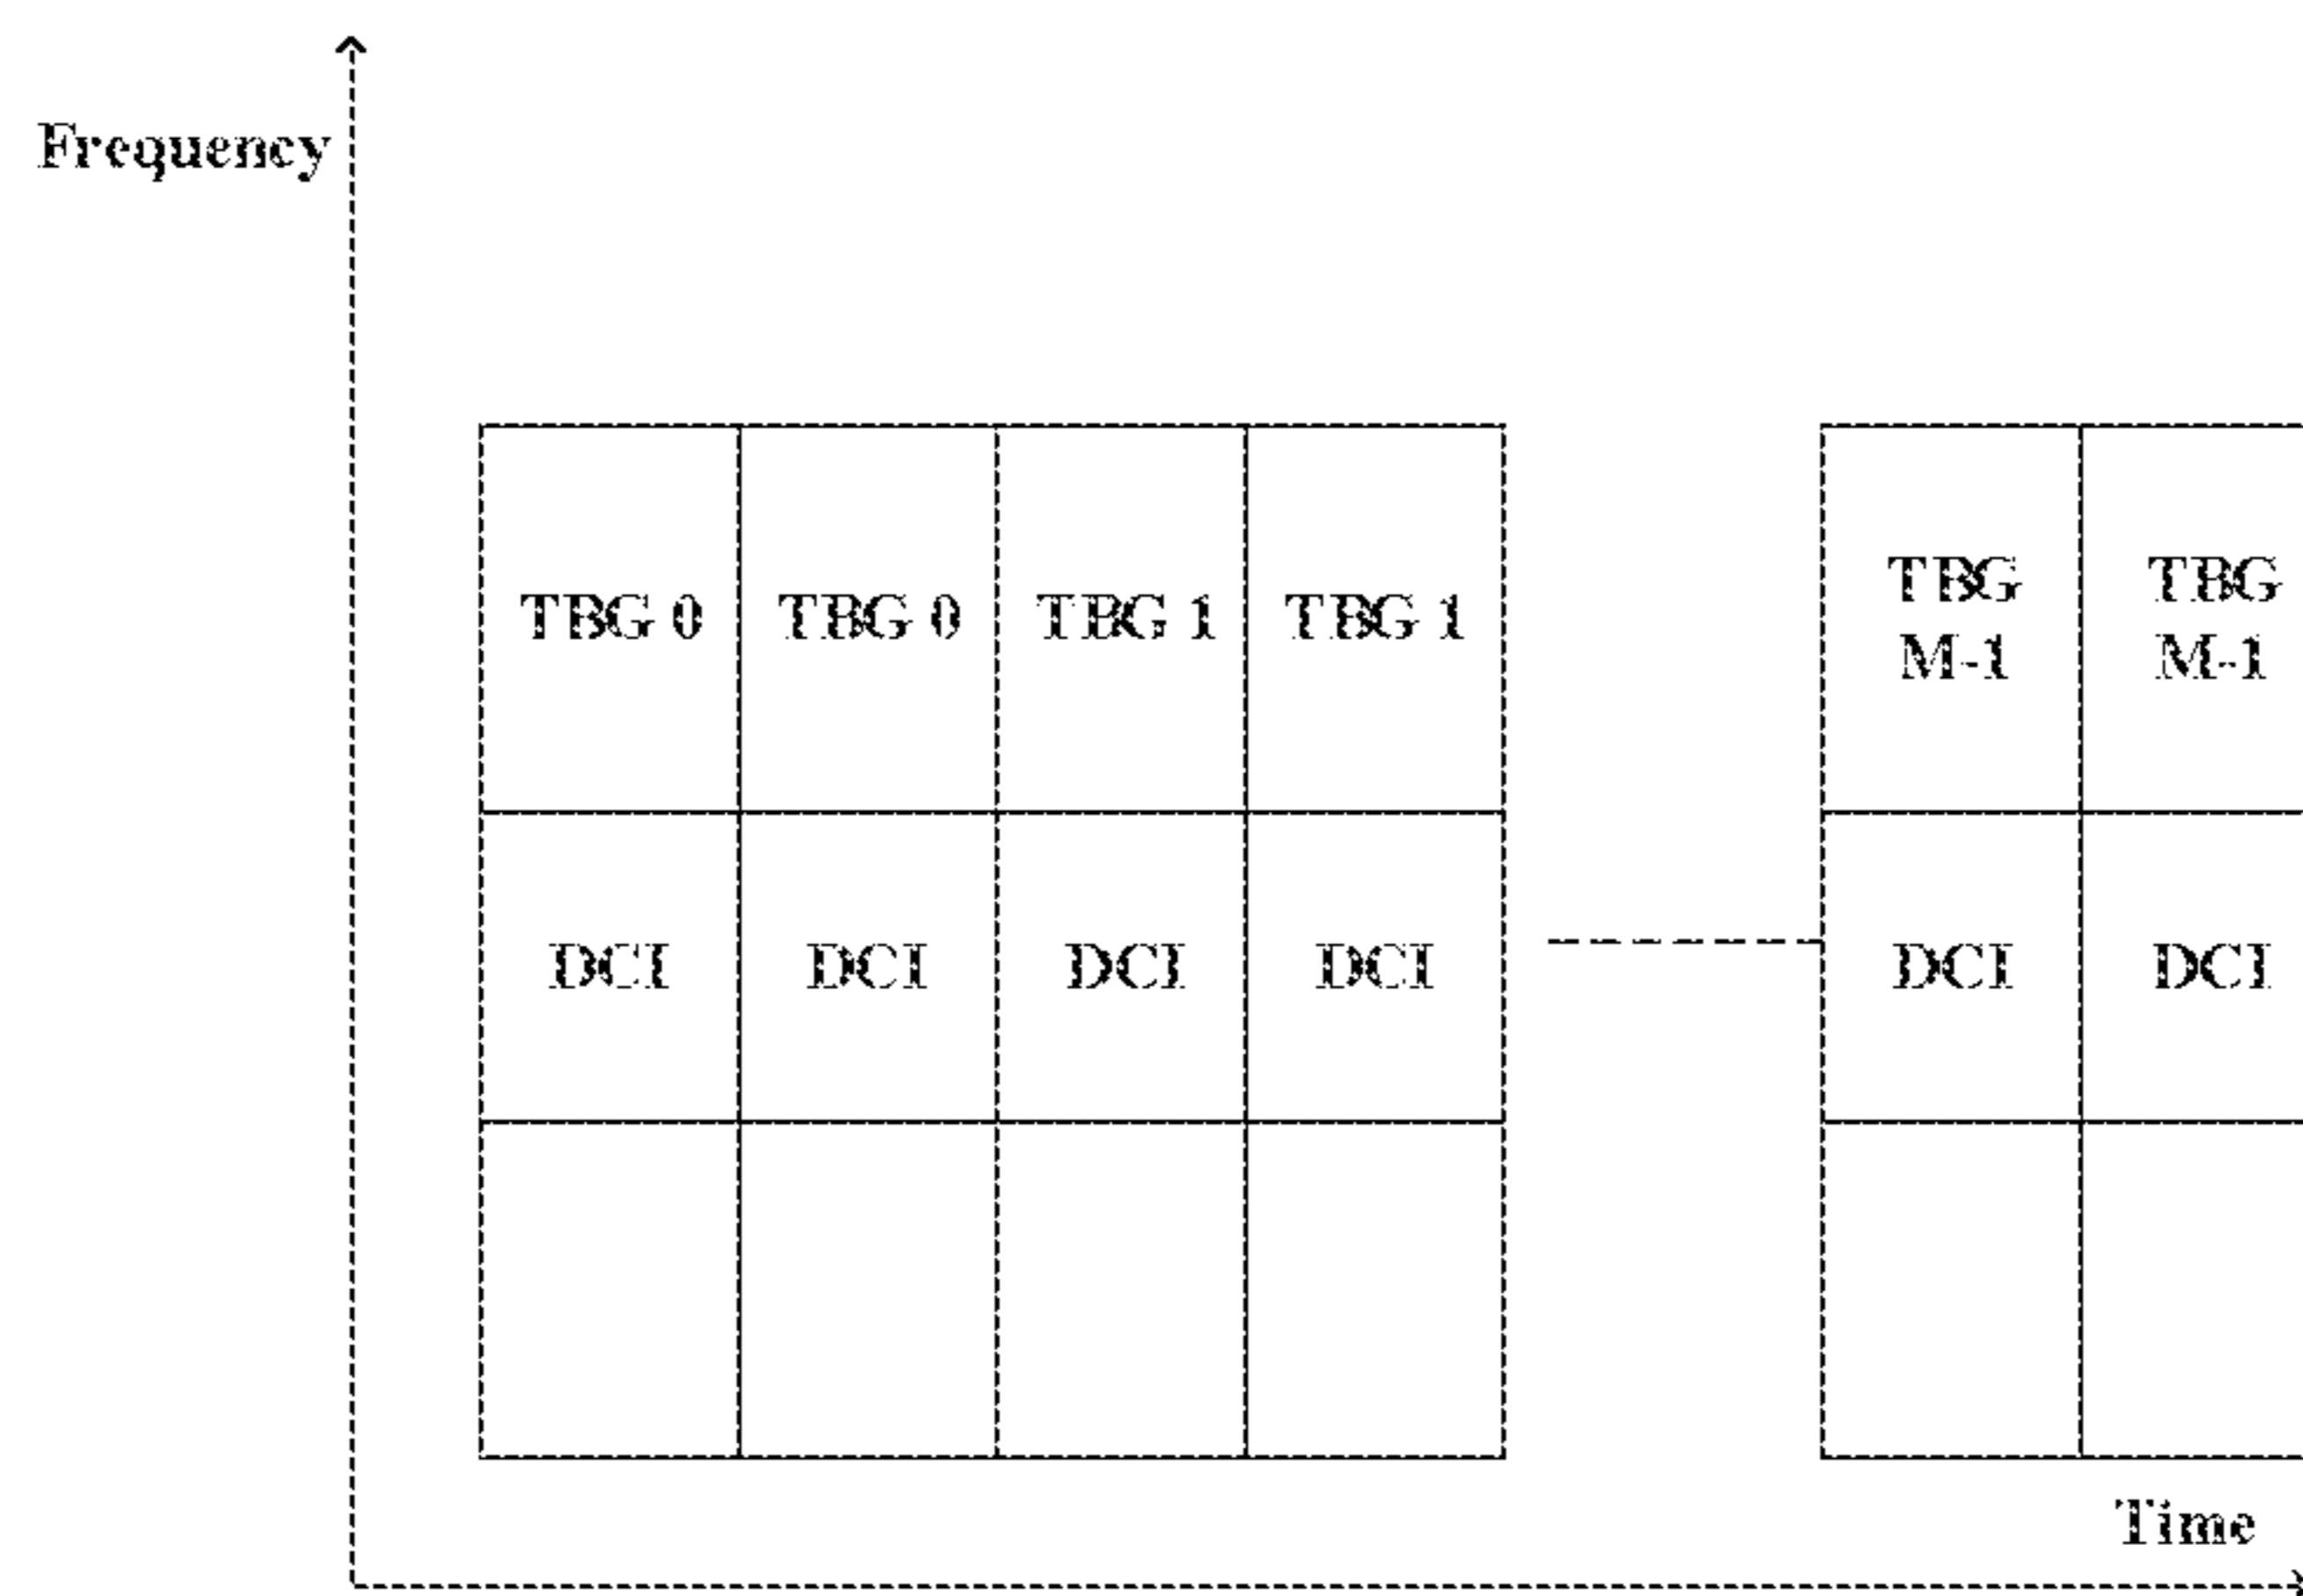 Frequency
TBG 0 TBG 0 TBG 1 TBG 1
TBG TBG
M-1 M-1
DCI DCI DCI DCI DCI DCI
Time